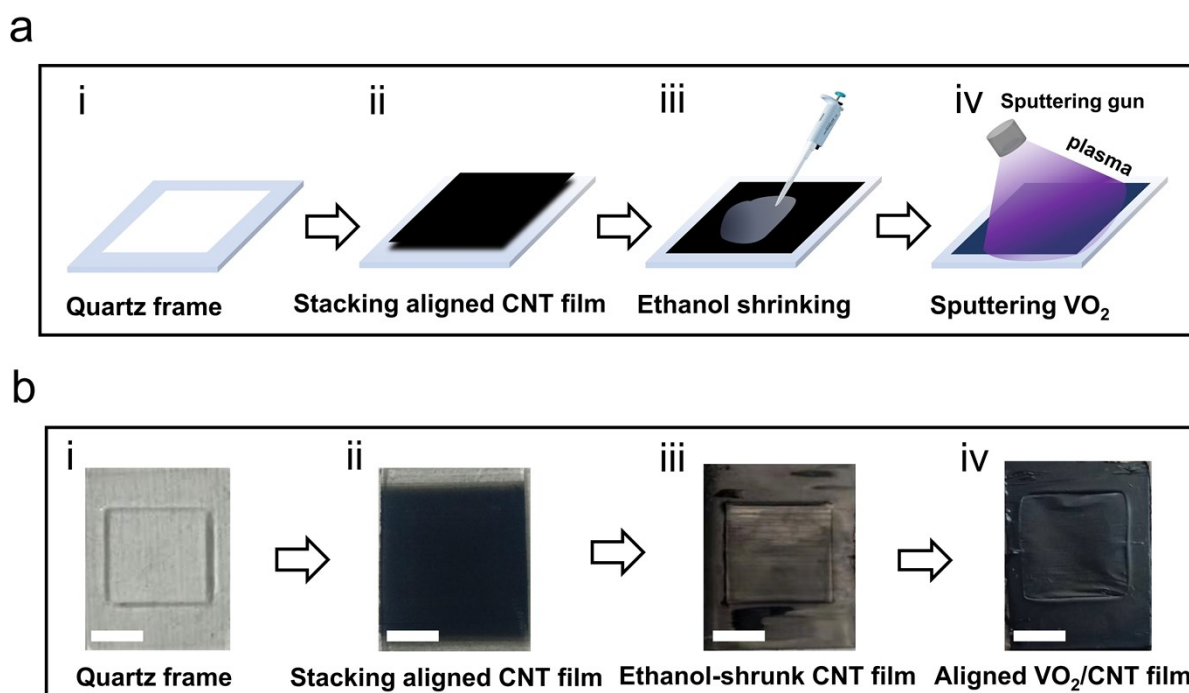 a
i
ii
iii
iv
Sputtering gun
plasma
Quartz frame
Stacking aligned CNT film
Ethanol shrinking
Sputtering VO₂
b
i
ii
iii
iv
Quartz frame
Stacking aligned CNT film
Ethanol-shrunk CNT film
Aligned VO₂/CNT film